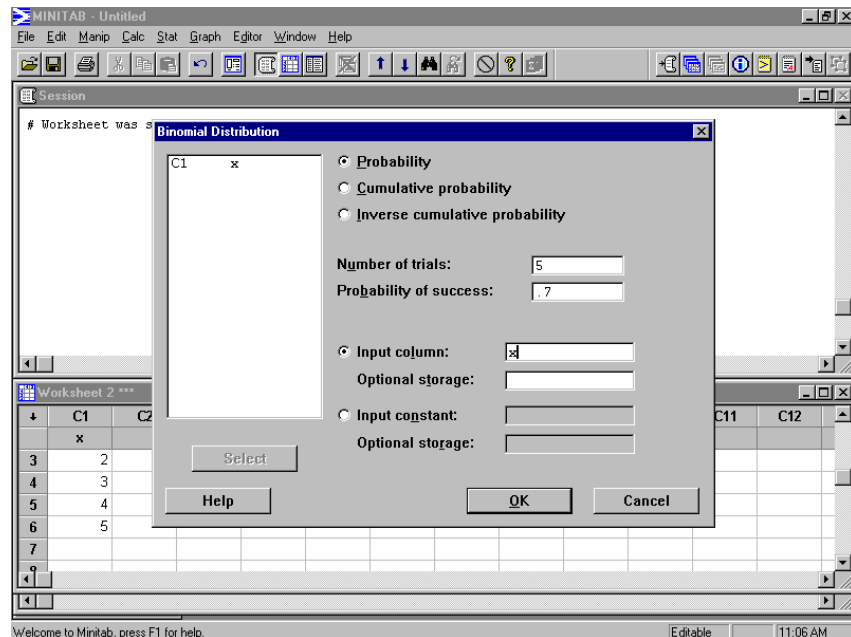 MINITAB - Untitled
File Edit Manip Calc Stat Graph Editor Window Help
Session
# Worksheet was s
Binomial Distribution
C1 x
Probability
Cumulative probability
Inverse cumulative probability
Number of trials: 5
Probability of success: .7
Input column: x
Optional storage:
Input constant:
Optional storage:
Select
Help OK Cancel
Worksheet 2 ***
C1 C2 C11 C12
x
3 2
4 3
5 4
6 5
7
Welcome to Minitab, press F1 for help. Editable 11:06 AM